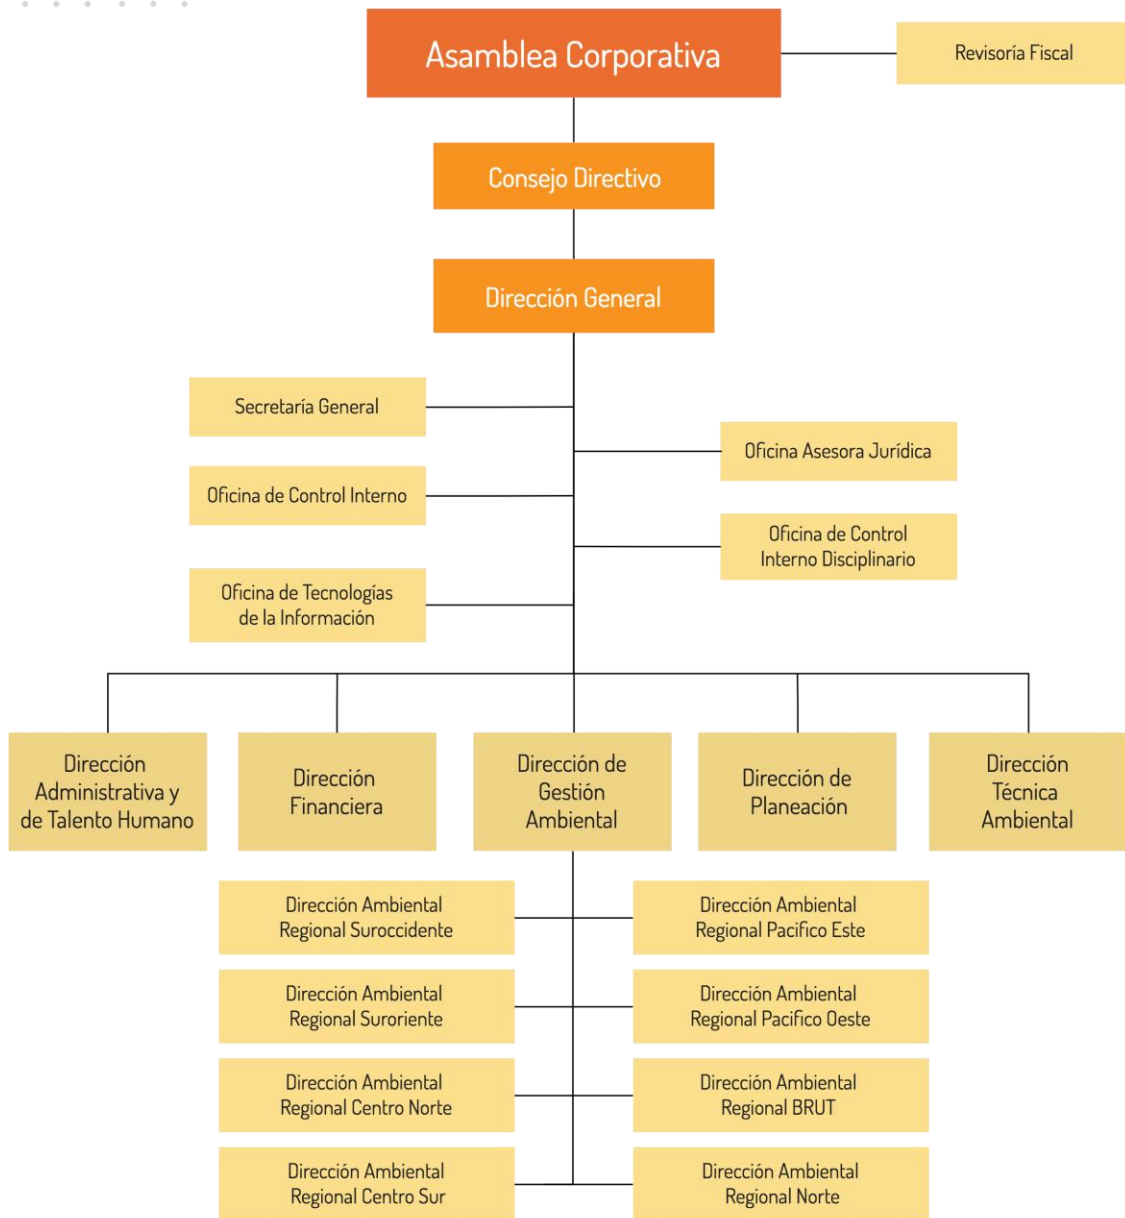 Asamblea Corporativa
Revisoría Fiscal
Consejo Directivo
Dirección General
Secretaría General
Oficina Asesora Jurídica
Oficina de Control Interno
Oficina de Control
Interno Disciplinario
Oficina de Tecnologías
de la Información
Dirección
Administrativa y
de Talento Humano
Dirección
Financiera
Dirección de
Gestión
Ambiental
Dirección de
Planeación
Dirección
Técnica
Ambiental
Dirección Ambiental
Regional Suroccidente
Dirección Ambiental
Regional Pacifico Este
Dirección Ambiental
Regional Suroriente
Dirección Ambiental
Regional Pacifico Oeste
Dirección Ambiental
Regional Centro Norte
Dirección Ambiental
Regional BRUT
Dirección Ambiental
Regional Centro Sur
Dirección Ambiental
Regional Norte